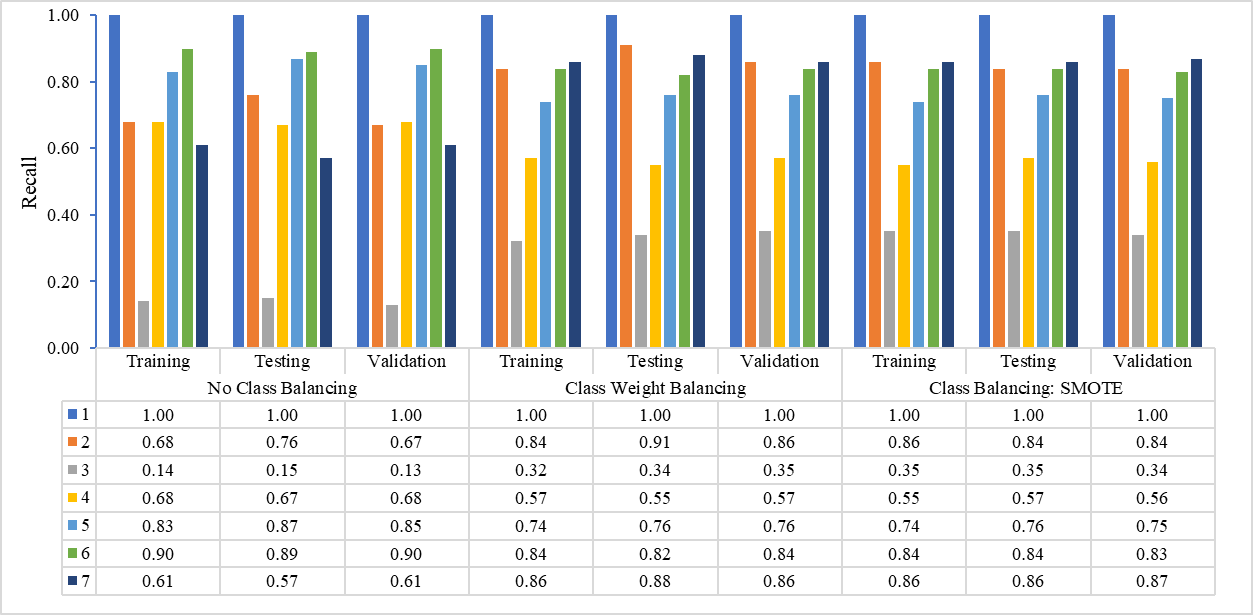 1.00
0.80
0.60
0.40
0.20
0.00
Recall
Training Testing Validation Training Testing Validation Training Testing Validation
No Class Balancing Class Weight Balancing Class Balancing: SMOTE
1 1.00 1.00 1.00 1.00 1.00 1.00 1.00 1.00 1.00
2 0.68 0.76 0.67 0.84 0.91 0.86 0.86 0.84 0.84
3 0.14 0.15 0.13 0.32 0.34 0.35 0.35 0.35 0.34
4 0.68 0.67 0.68 0.57 0.55 0.57 0.55 0.57 0.56
5 0.83 0.87 0.85 0.74 0.76 0.76 0.74 0.76 0.75
6 0.90 0.89 0.90 0.84 0.82 0.84 0.84 0.84 0.83
7 0.61 0.57 0.61 0.86 0.88 0.86 0.86 0.86 0.87